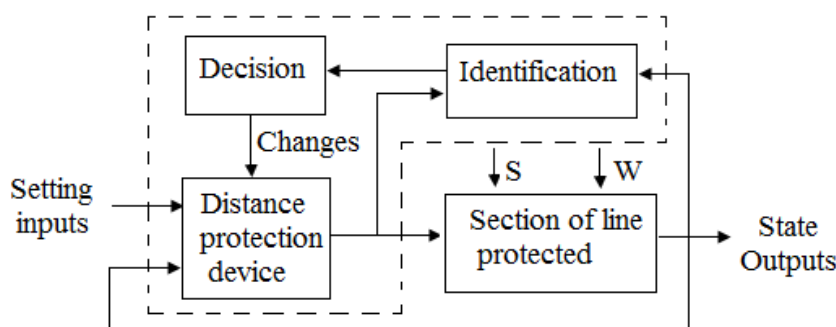 Decision
Identification
Changes
Setting
inputs
Distance
protection
device
S
W
Section of line
protected
State
Outputs